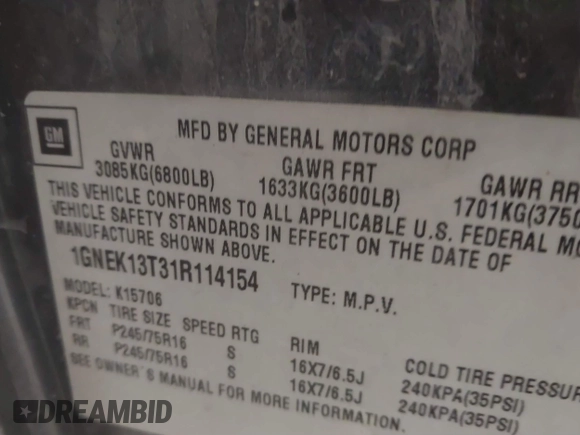 GM
MFD BY GENERAL MOTORS CORP
GVWR GAWR FRT GAWR RR
3085KG(6800LB) 1633KG(3600LB) 1701KG(3750
THIS VEHICLE CONFORMS TO ALL APPLICABLE U.S. FEDERAL MO
VEHICLE SAFETY STANDARDS IN EFFECT ON THE DATE OF
MANUFACTURE SHOWN ABOVE.
1GNEK13T31R114154 TYPE: M.P.V.
MODEL: K15706
KPCN TIRE SIZE SPEED RTG RIM COLD TIRE PRESSUR
FRT P245/75R16 S 16X7/6.5J 240KPA(35PSI)
RR P245/75R16 S 16X7/6.5J 240KPA(35PSI)
SEE OWNER'S MANUAL FOR MORE INFORMATION.
DREAMBID